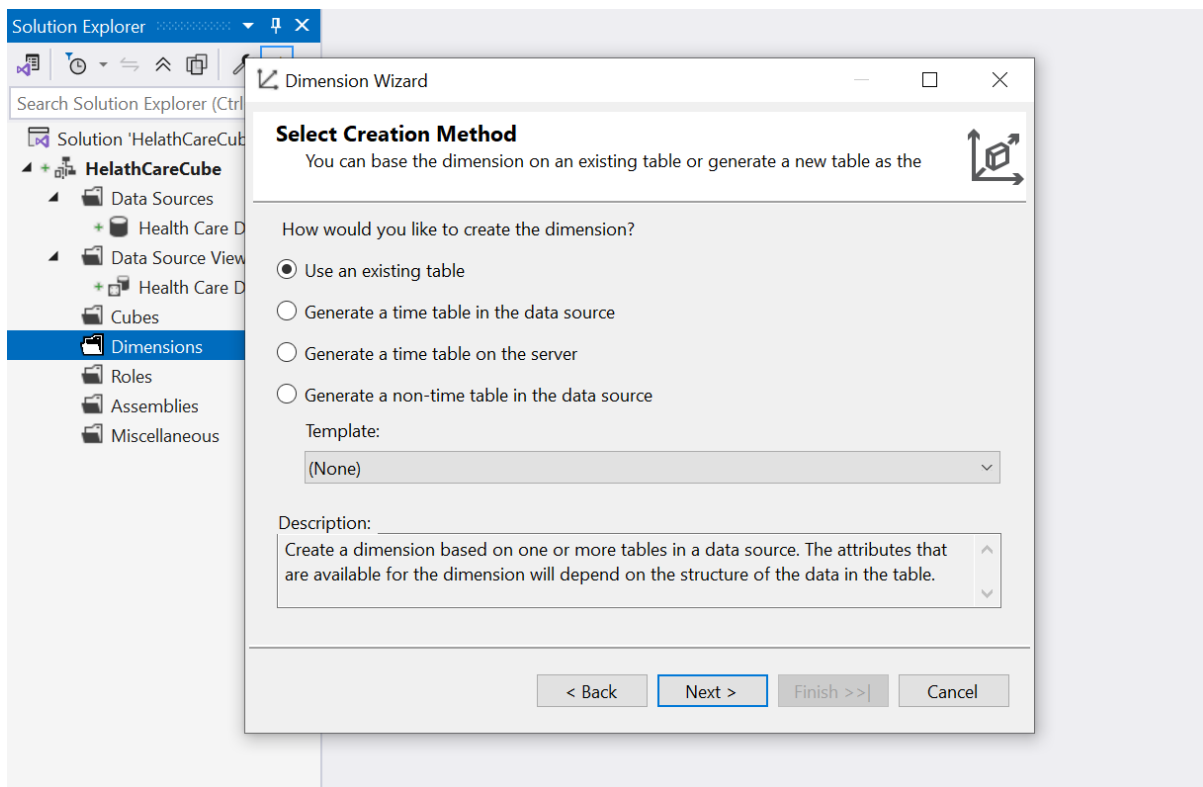 Solution Explorer
Search Solution Explorer (Ctrl
Solution 'HelathCareCub
HelathCareCube
Data Sources
Health Care D
Data Source View
Health Care D
Cubes
Dimensions
Roles
Assemblies
Miscellaneous
Dimension Wizard
Select Creation Method
You can base the dimension on an existing table or generate a new table as the
How would you like to create the dimension?
Use an existing table
Generate a time table in the data source
Generate a time table on the server
Generate a non-time table in the data source
Template:
(None)
Description:
Create a dimension based on one or more tables in a data source. The attributes that
are available for the dimension will depend on the structure of the data in the table.
< Back
Next >
Finish >>|
Cancel